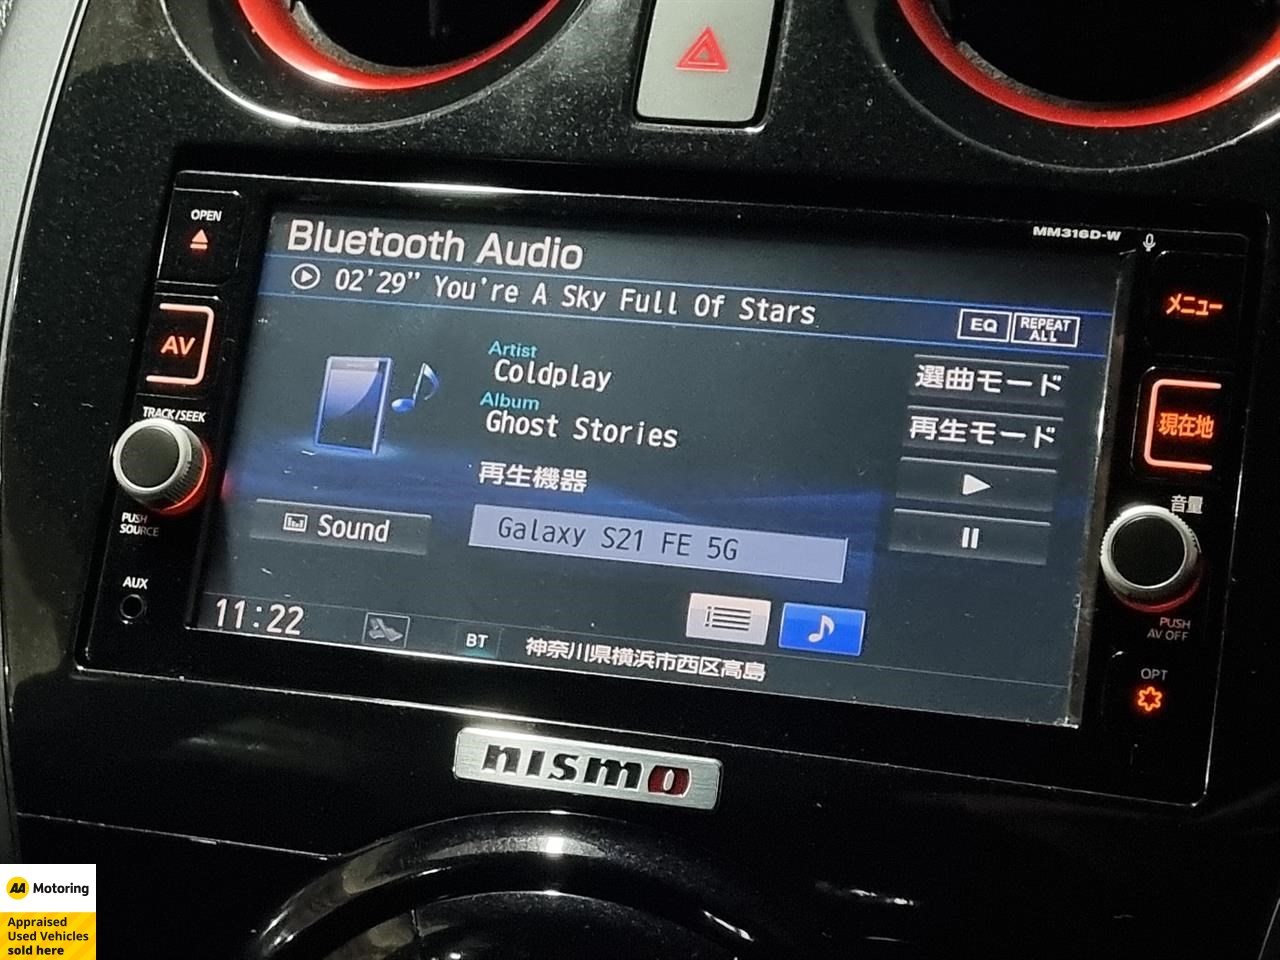 OPEN
MM316D-W
Bluetooth Audio
02'29" You're A Sky Full Of Stars
EQ
REPEAT
ALL
メニュー
AV
Artist
Coldplay
選曲モード
Album
Ghost Stories
再生モード
現在地
TRACK/SEEK
再生機器
音量
PUSH
SOURCE
Sound
Galaxy S21 FE 5G
AUX
11:22
BT
神奈川県横浜市西区高島
PUSH
AV OFF
OPT
nismo
AA Motoring
Appraised
Used Vehicles
sold here